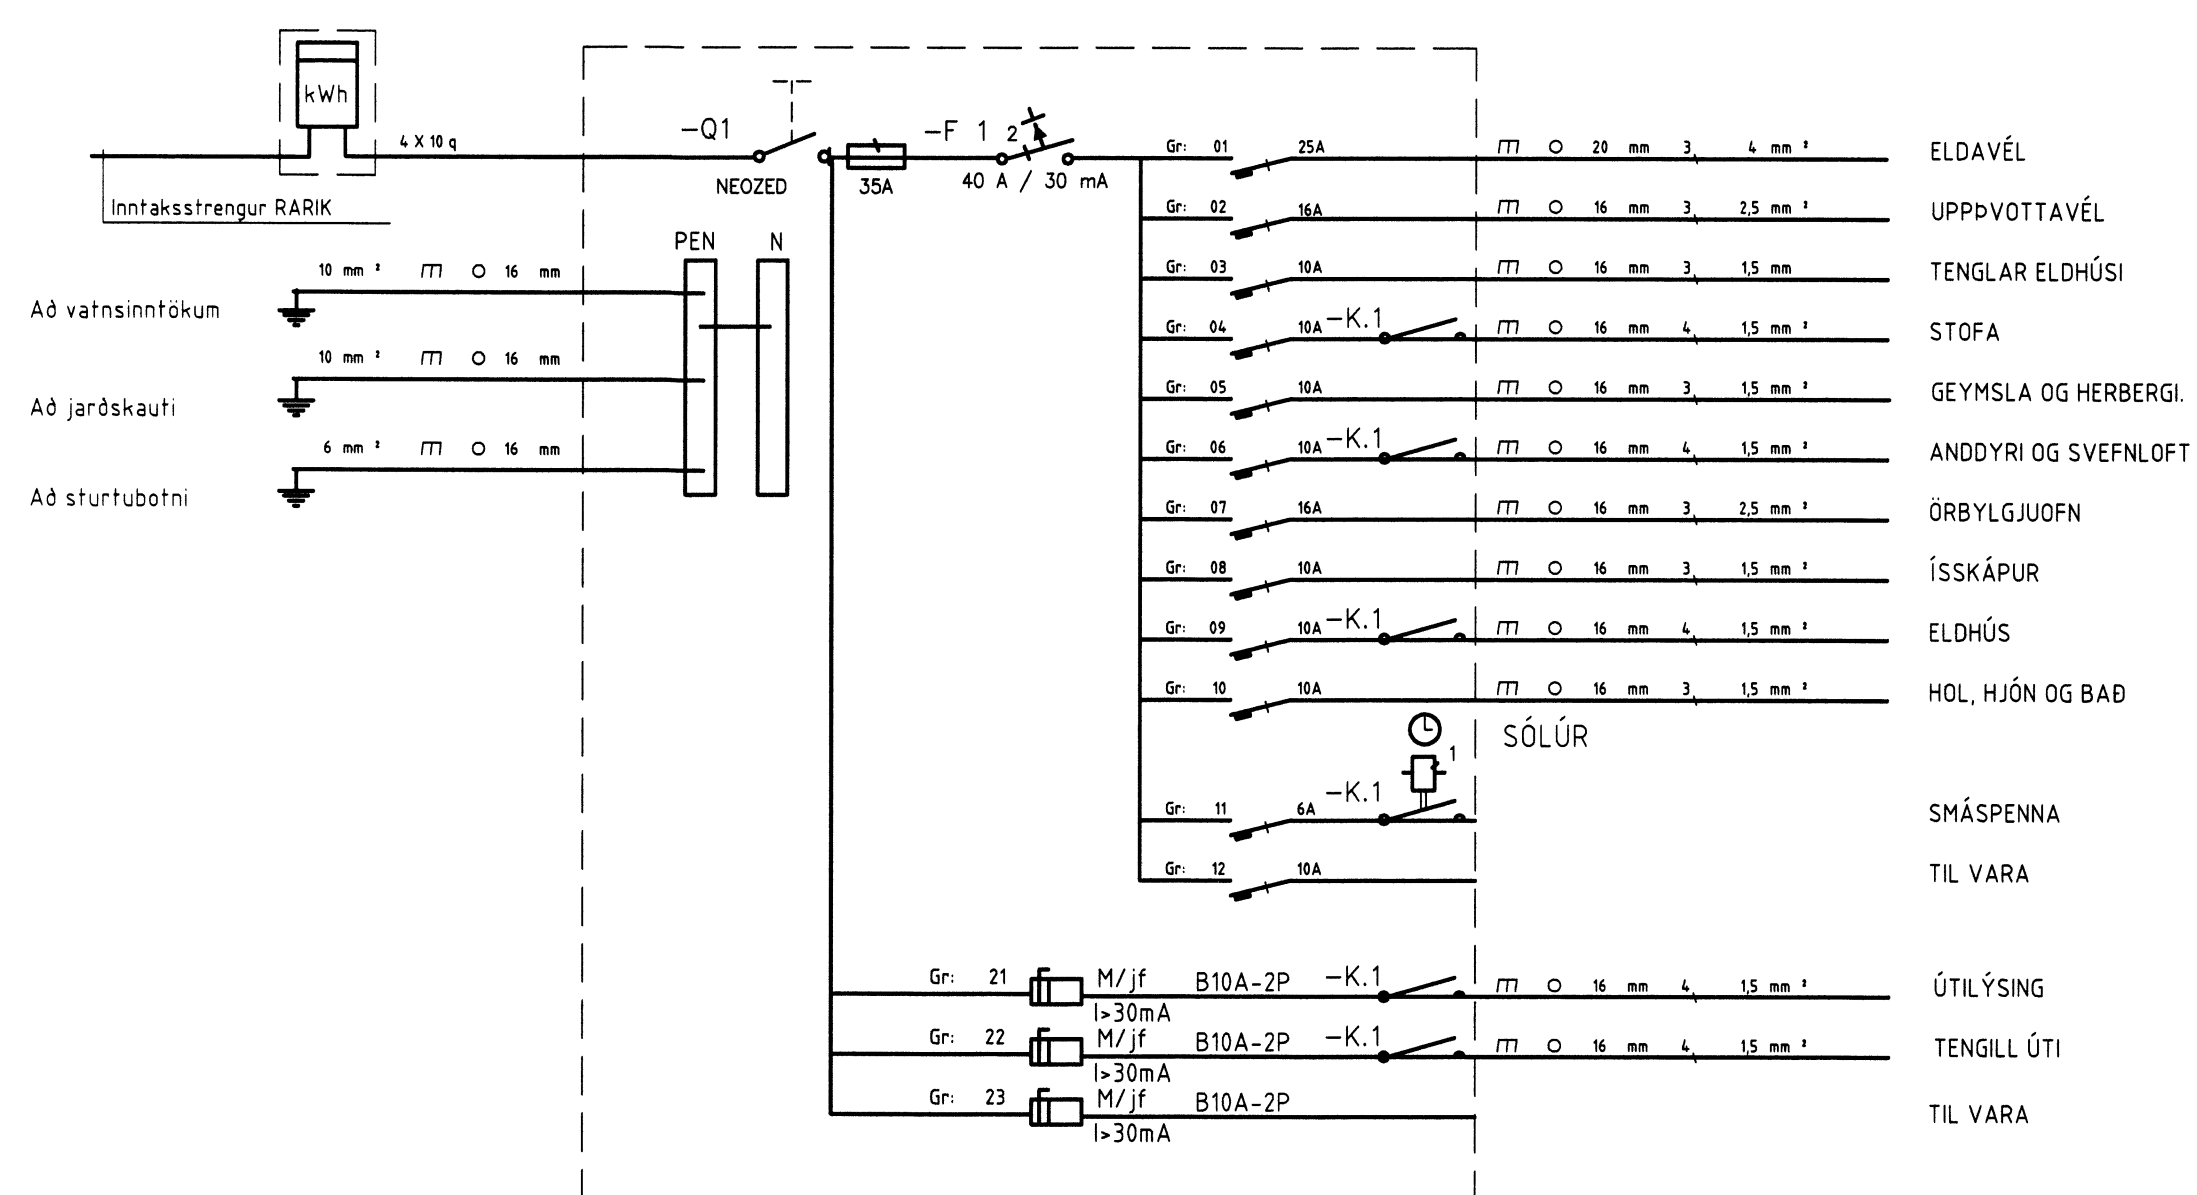 kWh
4 X 10 q
Inntaksstrengur RARIK
-Q1
NEOZED
35A
-F 1 2
40 A / 30 mA
PEN N
Að vatnsinntökum 10 mm ² 16 mm
Að jarðskauti 10 mm ² 16 mm
Að sturtubotni 6 mm ² 16 mm
Gr: 01 25A 20 mm 3 4 mm ² ELDAVÉL
Gr: 02 16A 16 mm 3 2,5 mm ² UPPÞVOTTAVÉL
Gr: 03 10A 16 mm 3 1,5 mm TENGLAR ELDHÚSI
Gr: 04 10A -K.1 16 mm 4 1,5 mm ² STOFA
Gr: 05 10A 16 mm 3 1,5 mm ² GEYMSLA OG HERBERGI.
Gr: 06 10A -K.1 16 mm 4 1,5 mm ² ANDDYRI OG SVEFNLOFT
Gr: 07 16A 16 mm 3 2,5 mm ² ÖRBYLGJUOFN
Gr: 08 10A 16 mm 3 1,5 mm ² ÍSSKÁPUR
Gr: 09 10A -K.1 16 mm 4 1,5 mm ² ELDHÚS
Gr: 10 10A 16 mm 3 1,5 mm ² HOL, HJÓN OG BAÐ
SÓLÚR
1
Gr: 11 6A -K.1 SMÁSPENNA
Gr: 12 10A TIL VARA
Gr: 21 M/jf B10A-2P -K.1 16 mm 4 1,5 mm ² ÚTILÝSING
I>30mA
Gr: 22 M/jf B10A-2P -K.1 16 mm 4 1,5 mm ² TENGILL ÚTI
I>30mA
Gr: 23 M/jf B10A-2P TIL VARA
I>30mA